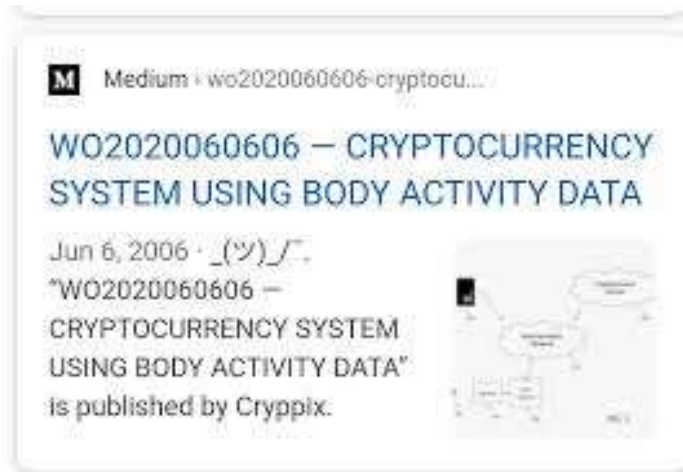 M Medium › wo2020060606-cryptocu...
WO2020060606 — CRYPTOCURRENCY
SYSTEM USING BODY ACTIVITY DATA
Jun 6, 2006 · _(ツ)_/¯.
"WO2020060606 —
CRYPTOCURRENCY SYSTEM
USING BODY ACTIVITY DATA"
is published by Cryppix.